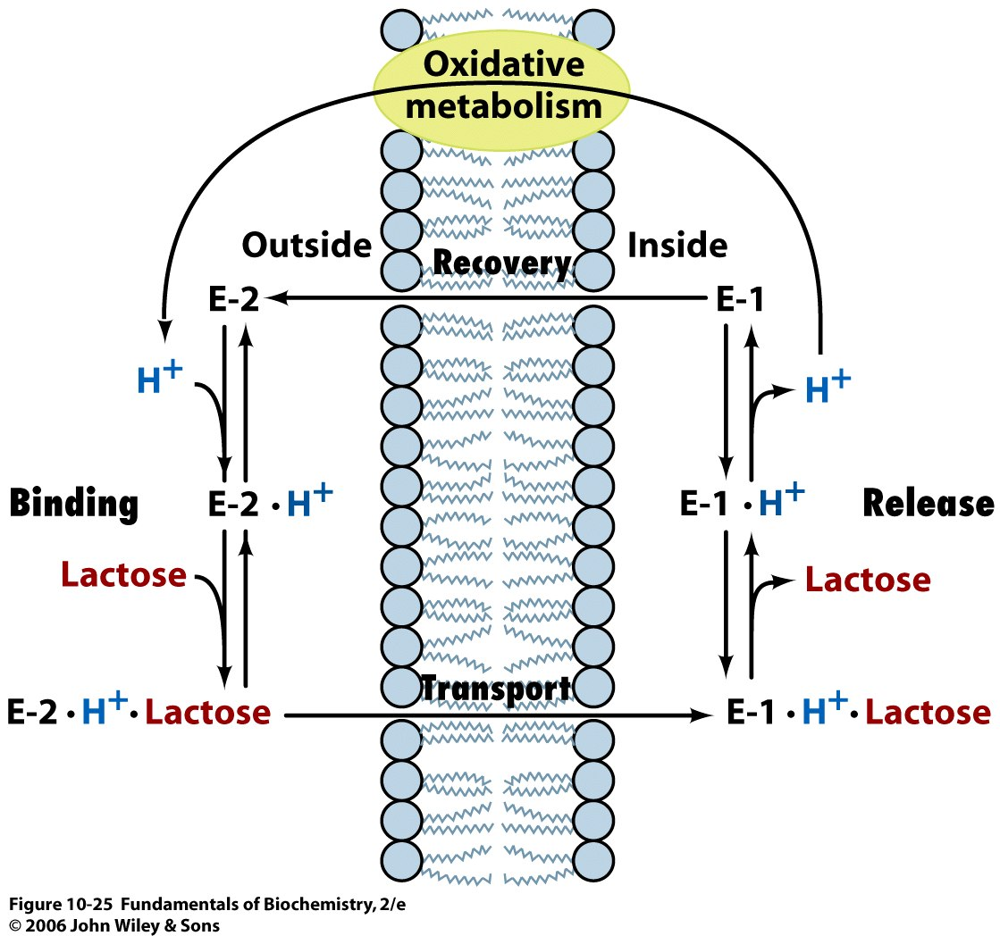 Oxidative
metabolism
Outside
Recovery
Inside
E-2
E-1
H+
H+
Binding
E-2 · H+
E-1 · H+
Release
Lactose
Lactose
Transport
E-2 · H+ · Lactose
E-1 · H+ · Lactose
Figure 10-25 Fundamentals of Biochemistry, 2/e
© 2006 John Wiley & Sons